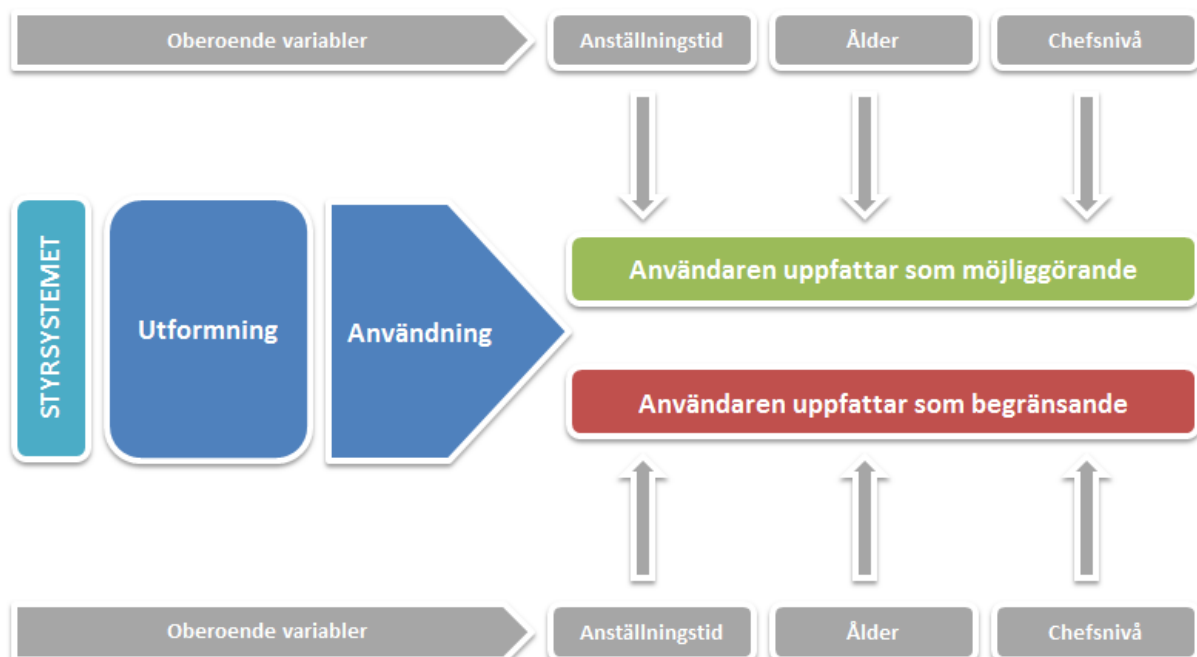 Oberoende variabler
Anställningstid
Ålder
Chefsnivå
STYRSYSTEMET
Utformning
Användning
Användaren uppfattar som möjliggörande
Användaren uppfattar som begränsande
Oberoende variabler
Anställningstid
Ålder
Chefsnivå